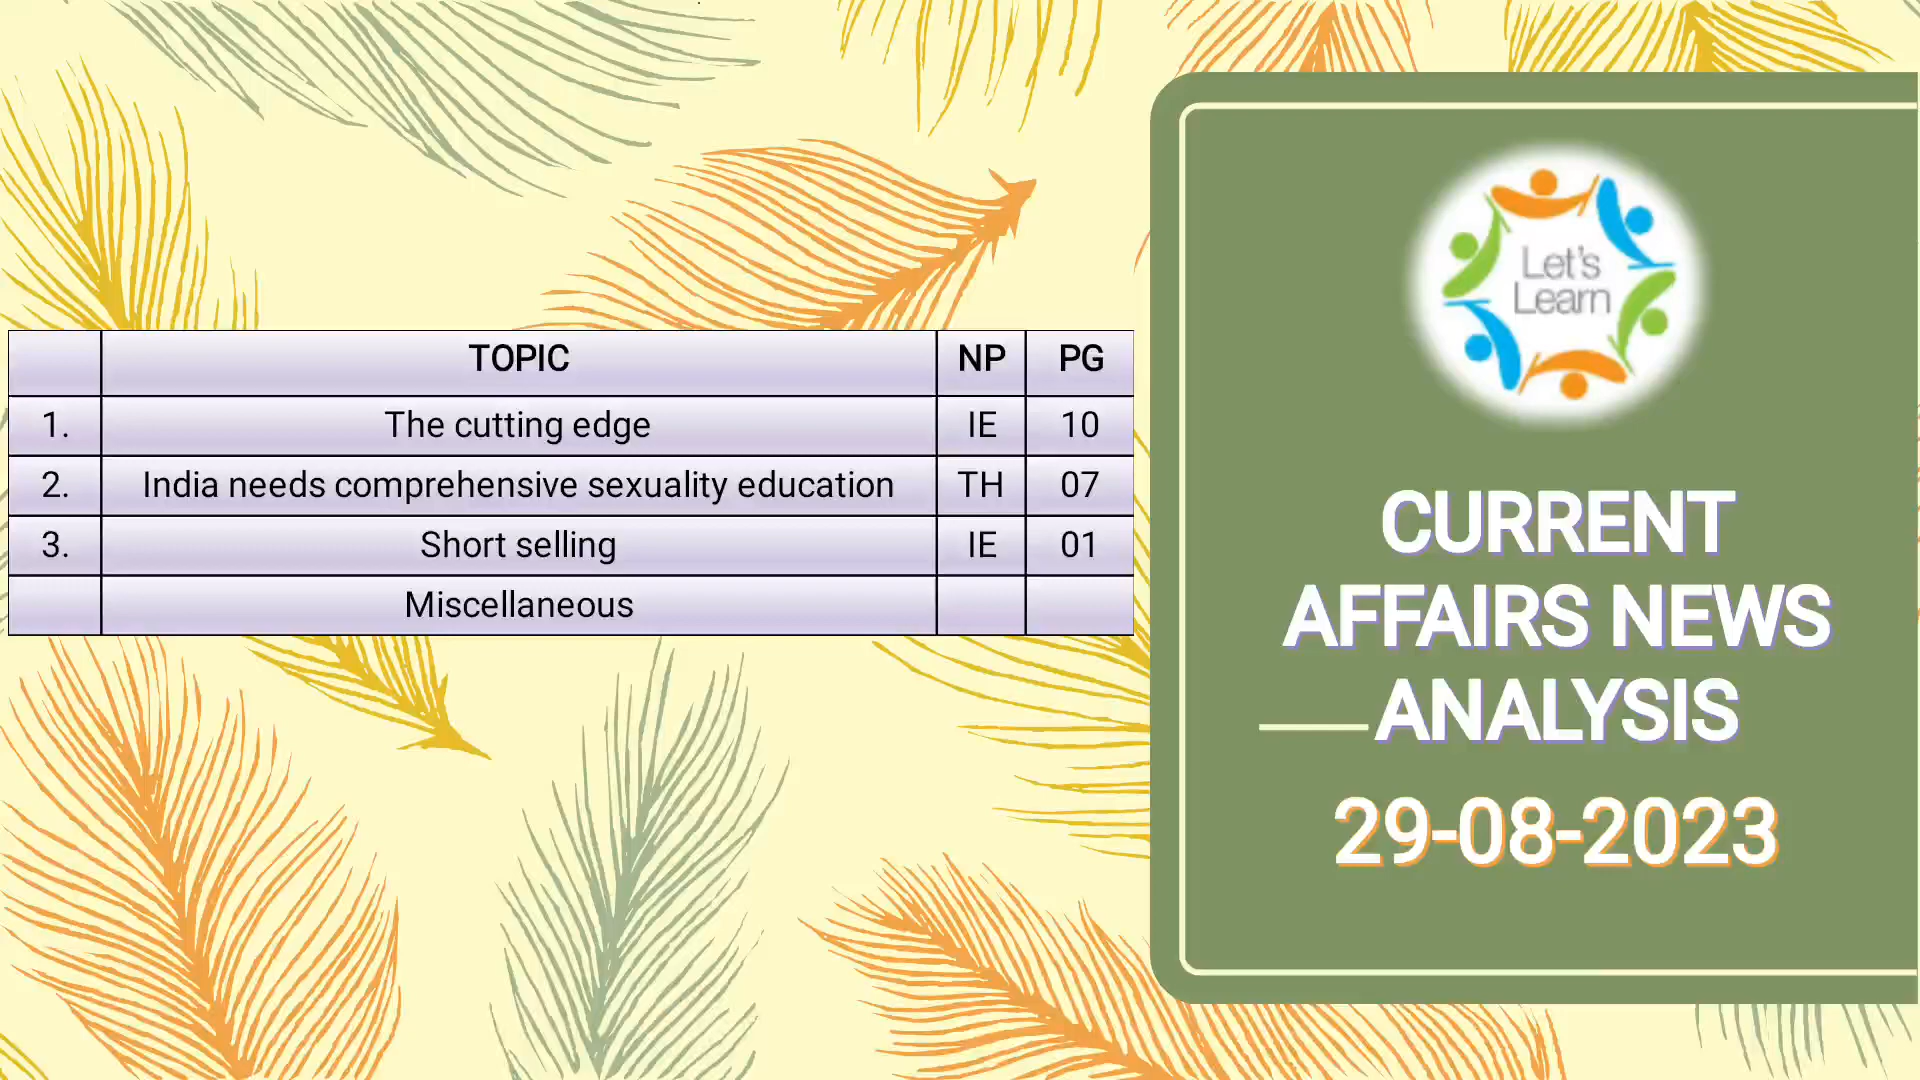 TOPIC NP PG
1. The cutting edge IE 10
2. India needs comprehensive sexuality education TH 07
3. Short selling IE 01
Miscellaneous
Let's
Learn
CURRENT
AFFAIRS NEWS
ANALYSIS
29-08-2023